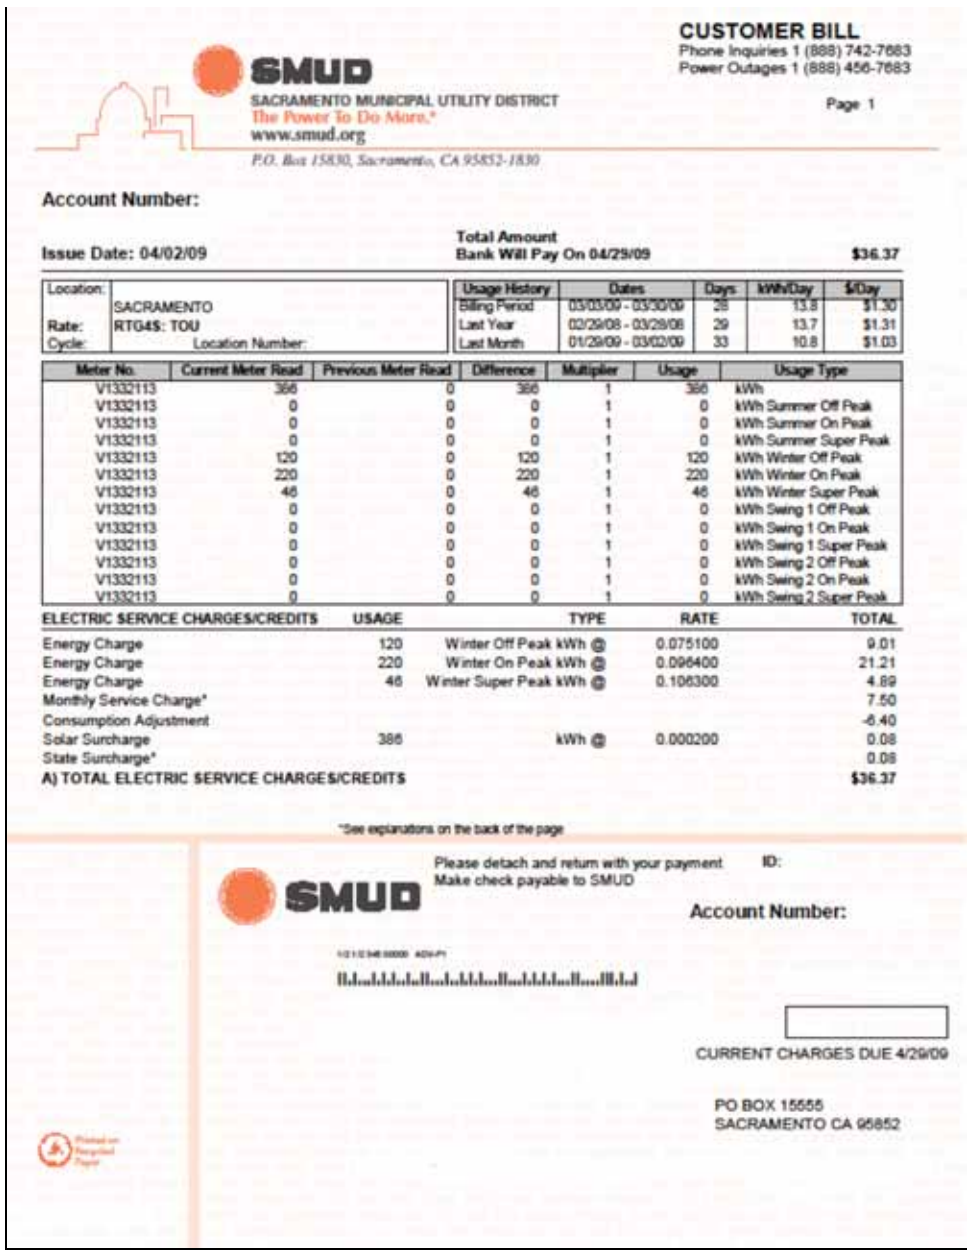 CUSTOMER BILL
Phone Inquiries 1 (888) 742-7683
Power Outages 1 (888) 456-7683
Page 1
SMUD
SACRAMENTO MUNICIPAL UTILITY DISTRICT
The Power To Do More.
www.smud.org
P.O. Box 15830, Sacramento, CA 95852-1830
Account Number:
Total Amount
Issue Date: 04/02/09 Bank Will Pay On 04/29/09 $36.37
Location:
SACRAMENTO
Rate: RTG4S: TOU
Cycle: Location Number:
Usage History Dates Days kWh/Day $/Day
Billing Period 03/03/09 - 03/30/09 28 13.8 $1.30
Last Year 02/29/08 - 03/28/08 29 13.7 $1.31
Last Month 01/29/09 - 03/02/09 33 10.8 $1.03
Meter No. Current Meter Read Previous Meter Read Difference Multiplier Usage Usage Type
V1332113 386 0 386 1 386 kWh
V1332113 0 0 0 1 0 kWh Summer Off Peak
V1332113 0 0 0 1 0 kWh Summer On Peak
V1332113 0 0 0 1 0 kWh Summer Super Peak
V1332113 120 0 120 1 120 kWh Winter Off Peak
V1332113 220 0 220 1 220 kWh Winter On Peak
V1332113 46 0 46 1 46 kWh Winter Super Peak
V1332113 0 0 0 1 0 kWh Swing 1 Off Peak
V1332113 0 0 0 1 0 kWh Swing 1 On Peak
V1332113 0 0 0 1 0 kWh Swing 1 Super Peak
V1332113 0 0 0 1 0 kWh Swing 2 Off Peak
V1332113 0 0 0 1 0 kWh Swing 2 On Peak
V1332113 0 0 0 1 0 kWh Swing 2 Super Peak
ELECTRIC SERVICE CHARGES/CREDITS USAGE TYPE RATE TOTAL
Energy Charge 120 Winter Off Peak kWh @ 0.075100 9.01
Energy Charge 220 Winter On Peak kWh @ 0.096400 21.21
Energy Charge 46 Winter Super Peak kWh @ 0.106300 4.89
Monthly Service Charge* 7.50
Consumption Adjustment -6.40
Solar Surcharge 386 kWh @ 0.000200 0.08
State Surcharge* 0.08
A) TOTAL ELECTRIC SERVICE CHARGES/CREDITS $36.37
*See explanations on the back of the page
Please detach and return with your payment ID:
Make check payable to SMUD
SMUD
Account Number:
CURRENT CHARGES DUE 4/29/09
PO BOX 15555
SACRAMENTO CA 95852
Printed on
Recycled
Paper